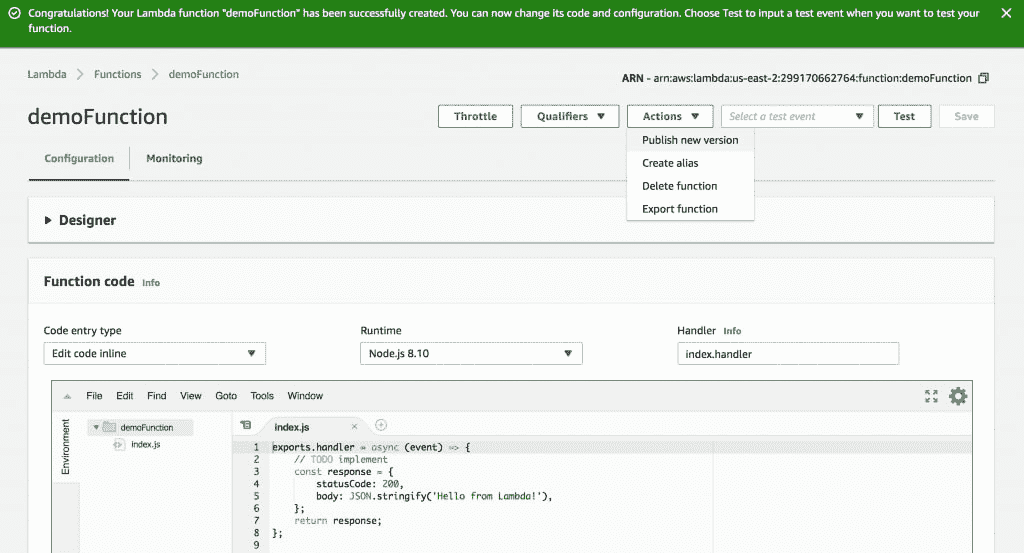 Congratulations! Your Lambda function "demoFunction" has been successfully created. You can now change its code and configuration. Choose Test to input a test event when you want to test your
function.
Lambda > Functions > demoFunction
ARN - arn:aws:lambda:us-east-2:299170662764:function:demoFunction
demoFunction
Throttle Qualifiers Actions Select a test event Test Save
Publish new version
Create alias
Delete function
Export function
Configuration Monitoring
Designer
Function code Info
Code entry type Runtime Handler Info
Edit code inline Node.js 8.10 index.handler
File Edit Find View Goto Tools Window
Environment
demoFunction
index.js
index.js
1 exports.handler = async (event) => {
2     // TODO implement
3     const response = {
4         statusCode: 200,
5         body: JSON.stringify('Hello from Lambda!'),
6     };
7     return response;
8 };
9